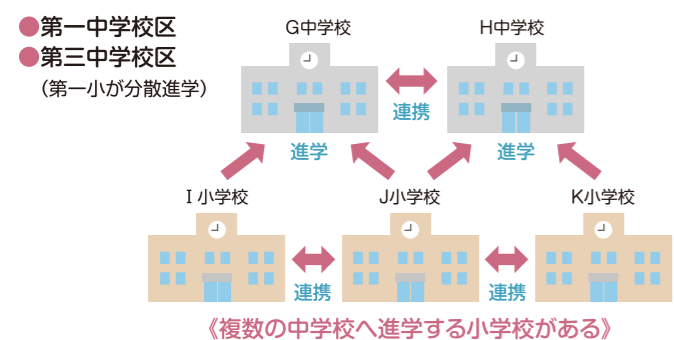 ●第一中学校区
●第三中学校区
（第一小が分散進学）
G中学校
H中学校
連携
進学
進学
I 小学校
J小学校
K小学校
連携
連携
《複数の中学校へ進学する小学校がある》